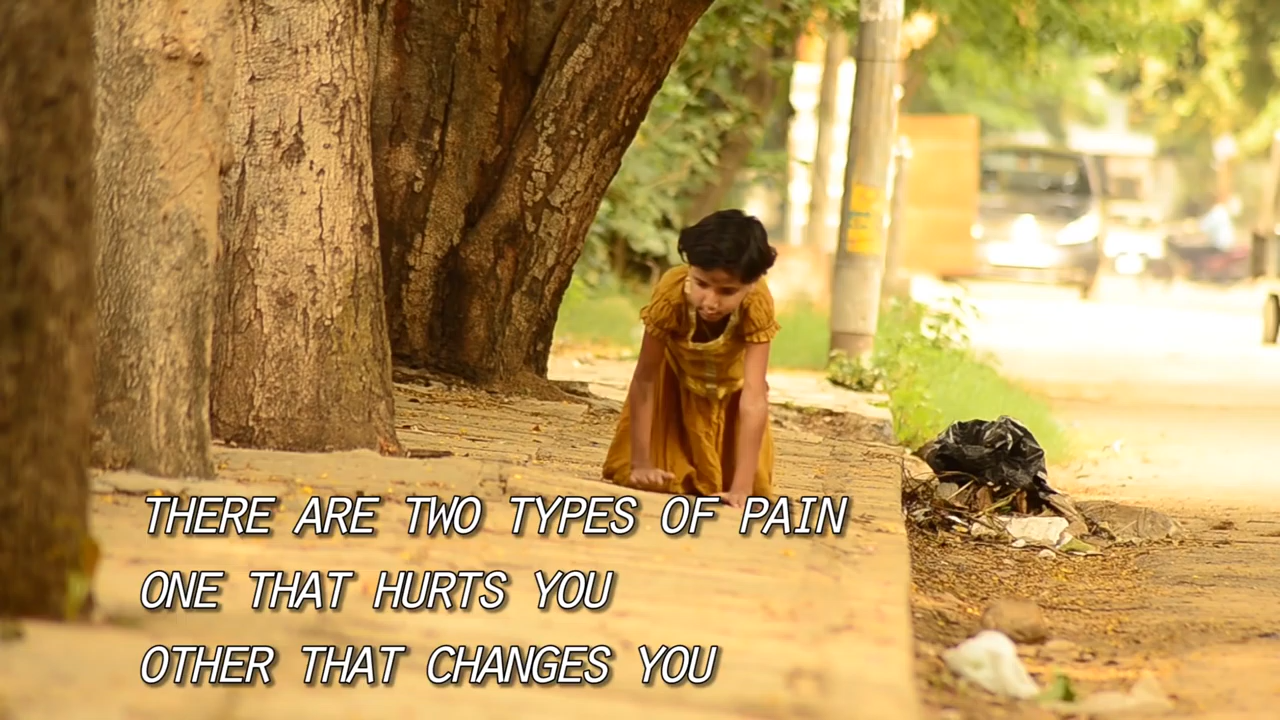 THERE ARE TWO TYPES OF PAIN
ONE THAT HURTS YOU
OTHER THAT CHANGES YOU